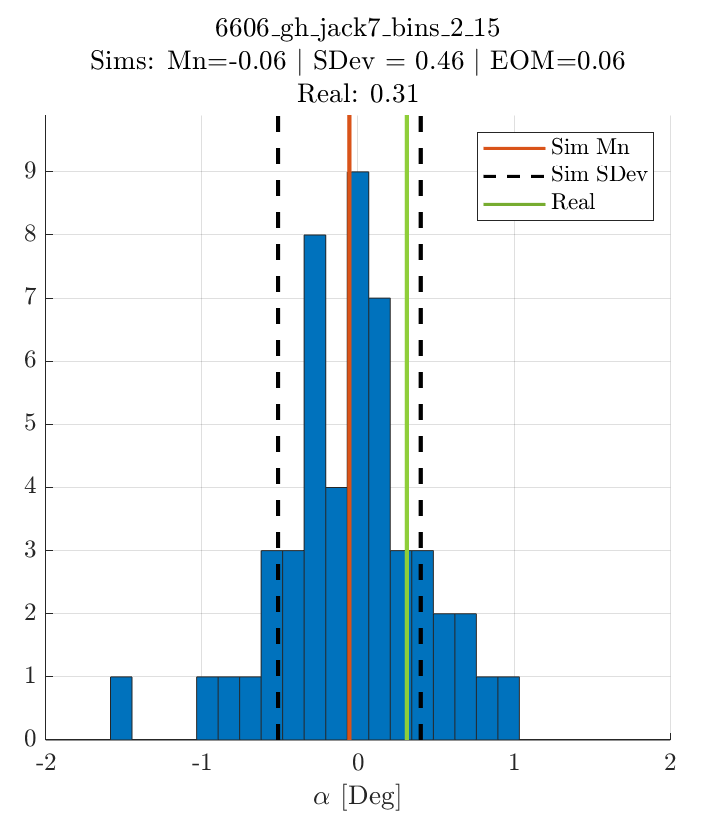 6606_gh_jack7_bins_2_15
Sims: Mn=-0.06 | SDev = 0.46 | EOM=0.06
Real: 0.31
Sim Mn
Sim SDev
Real
9
8
7
6
5
4
3
2
1
0
-2 -1 0 1 2
α [Deg]